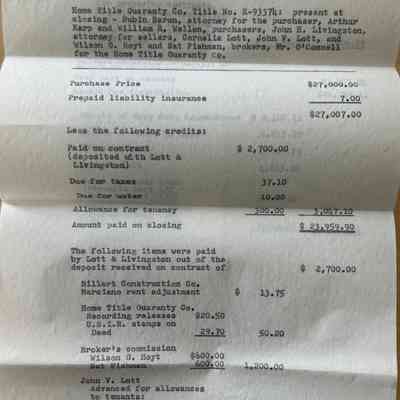 Home Title Guaranty Co. Title No. K-93574: present at
closing - Rubin Baron, attorney for the purchaser, Arthur
Karp and William R. Wallen, purchasers, John H. Livingston,
attorney for sellers, Cornelia Lott, John V. Lott, and
Wilson G. Hoyt and Nat Fishman, brokers, Mr. O'Connell
for the Home Title Guaranty Co.
Purchase Price $27,000.00
Prepaid liability insurance 7.00
$27,007.00
Less the following credits:
Paid on contract $ 2,700.00
(deposited with Lott &
Livingston)
Due for taxes 37.10
Due for water 10.00
Allowance for tenancy 300.00 3,047.10
Amount paid on closing $ 23,959.90
The following items were paid
by Lott & Livingston out of the
deposit received on contract of $ 2,700.00
Billart Construction Co.
Marciano rent adjustment $ 13.75
Home Title Guaranty Co.
Recording releases $20.50
U.S.I.R. stamps on
Deed 29.70 50.20
Broker's commission
Wilson G. Hoyt $600.00
Nat Fishman 600.00 1,200.00
John V. Lott
Advanced for allowances
to tenants: